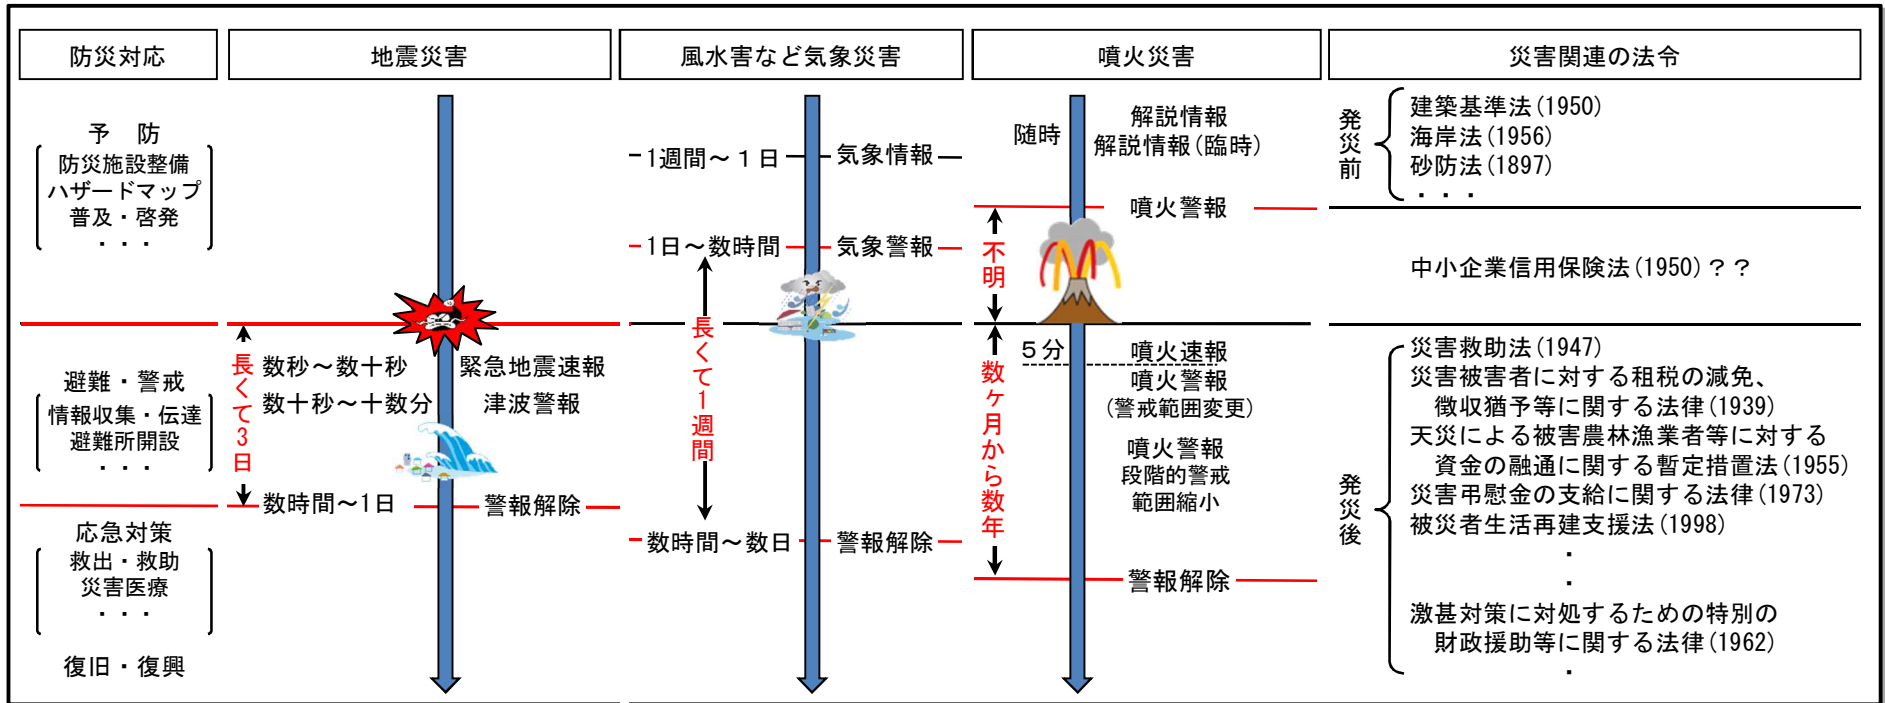 防災対応
地震災害
風水害など気象災害
噴火災害
災害関連の法令
予　防
防災施設整備
ハザードマップ
普及・啓発
・・・
避難・警戒
情報収集・伝達
避難所開設
・・・
応急対策
救出・救助
災害医療
・・・
復旧・復興
長くて3日
数秒～数十秒
緊急地震速報
数十秒～十数分
津波警報
数時間～1日
警報解除
1週間～１日
気象情報
1日～数時間
気象警報
長くて1週間
数時間～数日
警報解除
随時
解説情報
解説情報(臨時)
噴火警報
不明
５分
噴火速報
噴火警報
(警戒範囲変更)
噴火警報
段階的警戒
範囲縮小
数ヶ月から数年
警報解除
発災前
建築基準法(1950)
海岸法(1956)
砂防法(1897)
・・・
中小企業信用保険法(1950)？？
発災後
災害救助法(1947)
災害被害者に対する租税の減免、
徴収猶予等に関する法律(1939)
天災による被害農林漁業者等に対する
資金の融通に関する暫定措置法(1955)
災害弔慰金の支給に関する法律(1973)
被災者生活再建支援法(1998)
・
・
激甚対策に対処するための特別の
財政援助等に関する法律(1962)
・